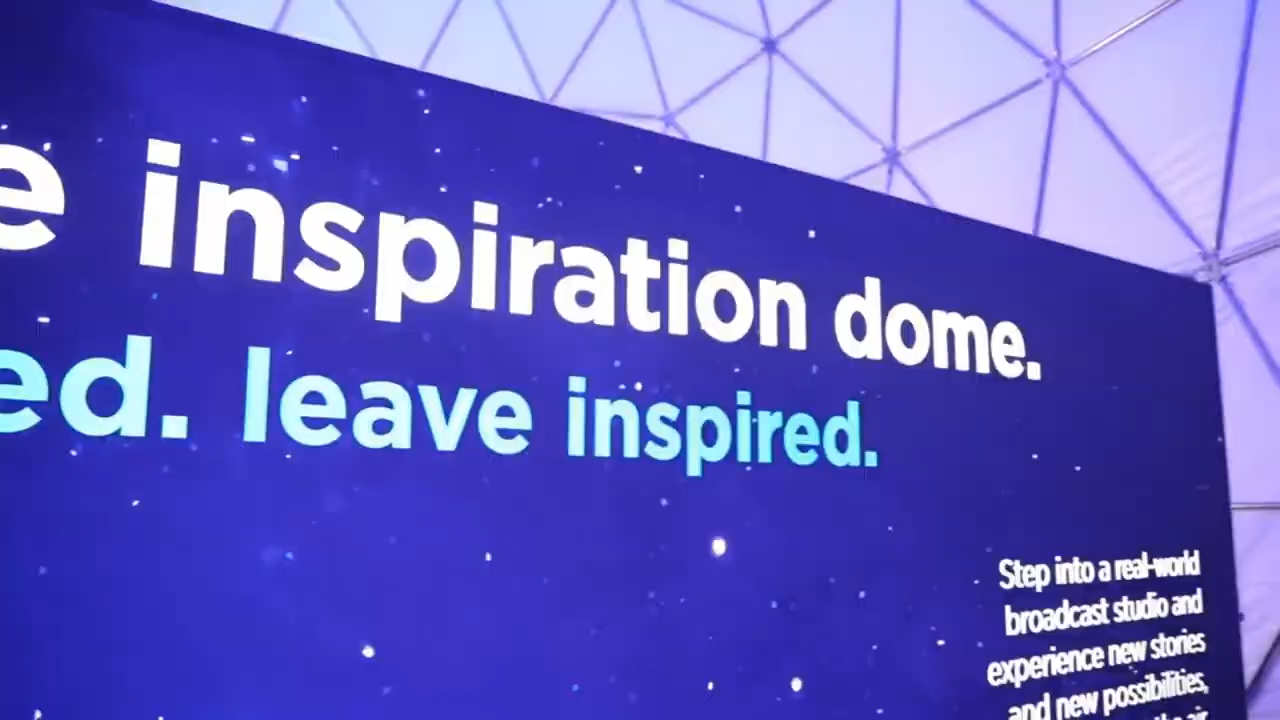 e inspiration dome.
ed. leave inspired.
Step into a real-world
broadcast studio and
experience new stories
and new possibilities,